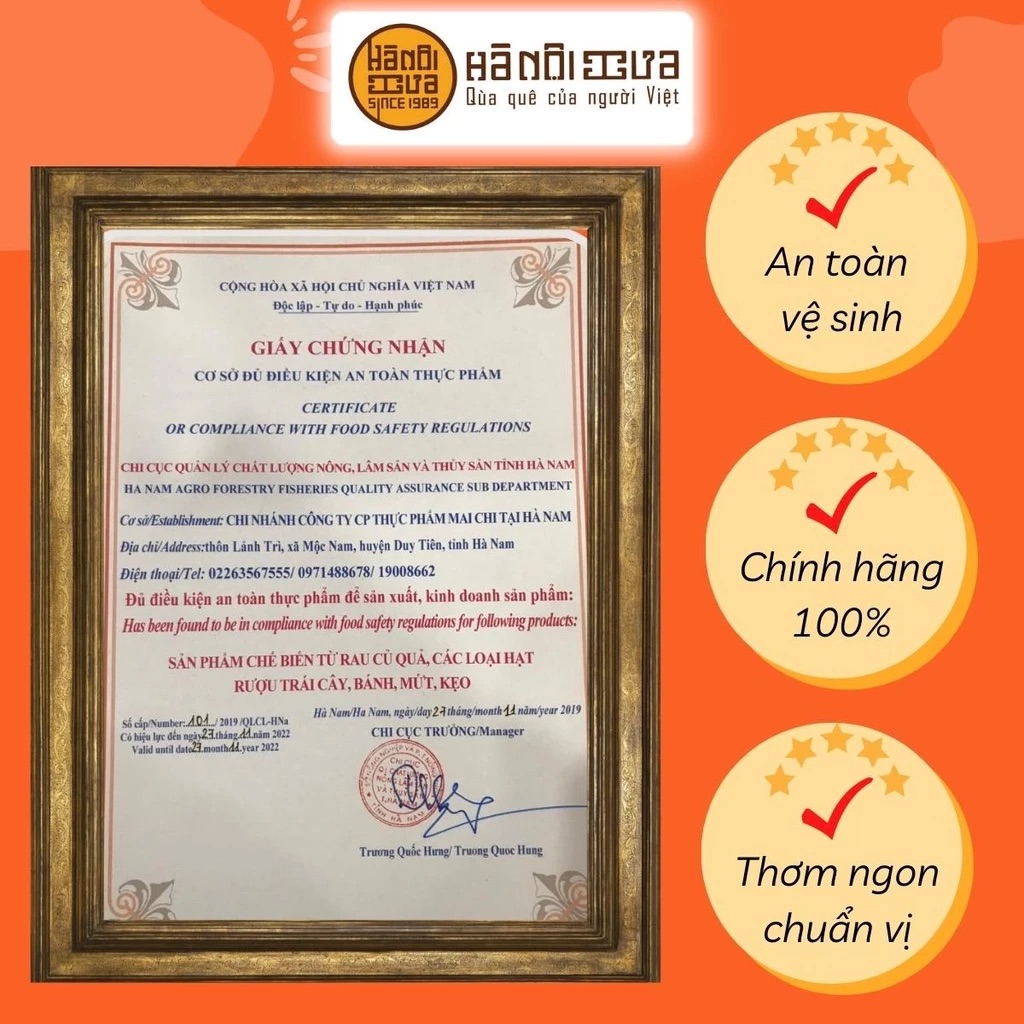 Hà Nội
Xưa
SINCE 1989
Hà Nội Xưa
Qùa quê của người Việt
CỘNG HÒA XÃ HỘI CHỦ NGHĨA VIỆT NAM
Độc lập - Tự do - Hạnh phúc
GIẤY CHỨNG NHẬN
CƠ SỞ ĐỦ ĐIỀU KIỆN AN TOÀN THỰC PHẨM
CERTIFICATE
OR COMPLIANCE WITH FOOD SAFETY REGULATIONS
CHI CỤC QUẢN LÝ CHẤT LƯỢNG NÔNG, LÂM SẢN VÀ THỦY SẢN TỈNH HÀ NAM
HA NAM AGRO FORESTRY FISHERIES QUALITY ASSURANCE SUB DEPARTMENT
Cơ sở/Establishment: CHI NHÁNH CÔNG TY CP THỰC PHẨM MAI CHI TẠI HÀ NAM
Địa chỉ/Address:thôn Lảnh Trì, xã Mộc Nam, huyện Duy Tiên, tỉnh Hà Nam
Điện thoại/Tel: 02263567555/ 0971488678/ 19008662
Đủ điều kiện an toàn thực phẩm để sản xuất, kinh doanh sản phẩm:
Has been found to be in compliance with food safety regulations for following products:
SẢN PHẨM CHẾ BIẾN TỪ RAU CỦ QUẢ, CÁC LOẠI HẠT
RƯỢU TRÁI CÂY, BÁNH, MỨT, KẸO
Hà Nam/Ha Nam, ngày/day 27 tháng/month 11 năm/year 2019
Số cấp/Number: 101 / 2019 /QLCL-HNa
Có hiệu lực đến ngày 27 tháng 11 năm 2022
Valid until date 27 month 11 year 2022
CHI CỤC TRƯỞNG/Manager
CHI CỤC
TỈNH HÀ NAM
Trương Quốc Hưng/ Truong Quoc Hung
An toàn
vệ sinh
Chính hãng
100%
Thơm ngon
chuẩn vị